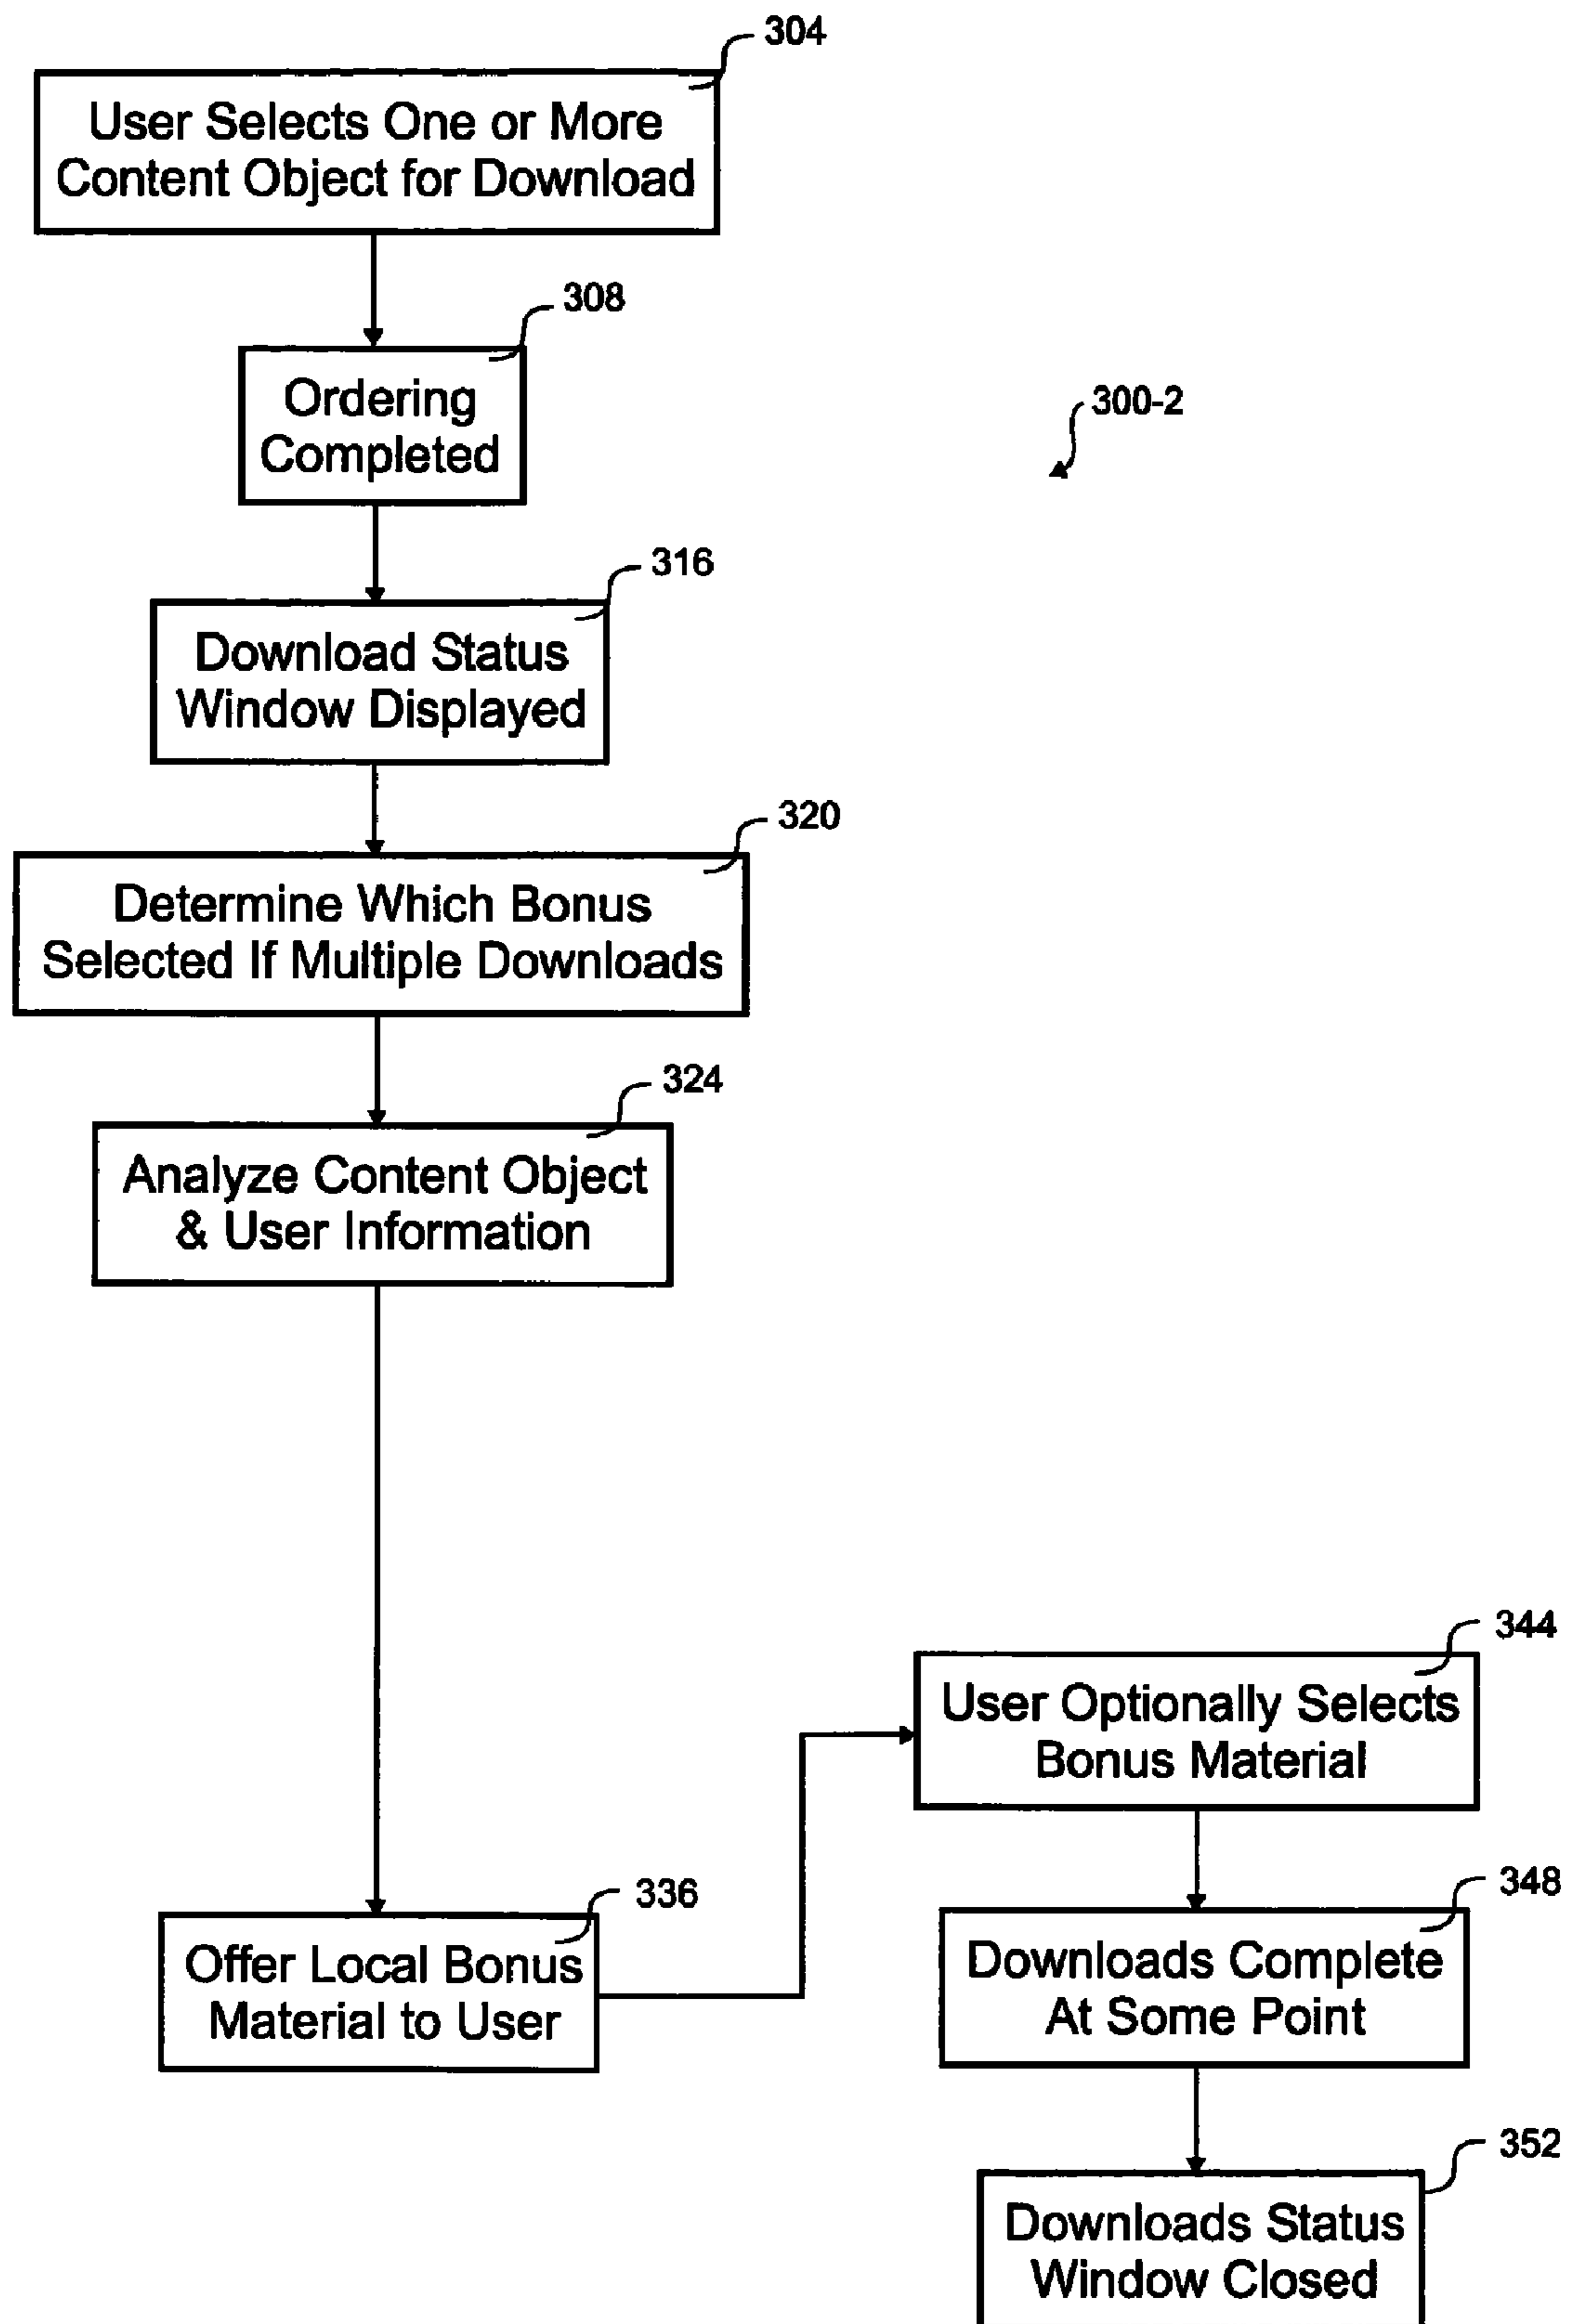 304
User Selects One or More
Content Object for Download
308
Ordering
Completed
300-2
316
Download Status
Window Displayed
320
Determine Which Bonus
Selected If Multiple Downloads
324
Analyze Content Object
& User Information
336
Offer Local Bonus
Material to User
344
User Optionally Selects
Bonus Material
348
Downloads Complete
At Some Point
352
Downloads Status
Window Closed